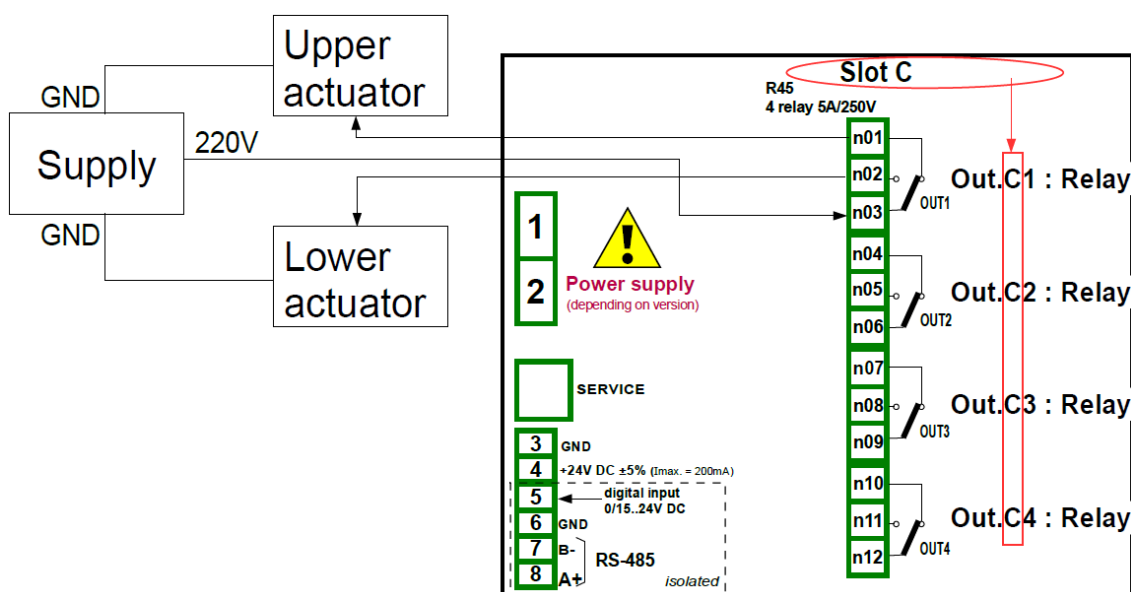 Upper
actuator
GND
Supply
220V
GND
Lower
actuator
Slot C
R45
4 relay 5A/250V
n01
n02
n03
OUT1
Out.C1 : Relay
n04
n05
n06
OUT2
Out.C2 : Relay
n07
n08
n09
OUT3
Out.C3 : Relay
n10
n11
n12
OUT4
Out.C4 : Relay
1
2
!
Power supply
(depending on version)
SERVICE
3 GND
4 +24V DC ±5% (Imax. = 200mA)
5 digital input
0/15..24V DC
6 GND
7 B-
RS-485
8 A+
isolated